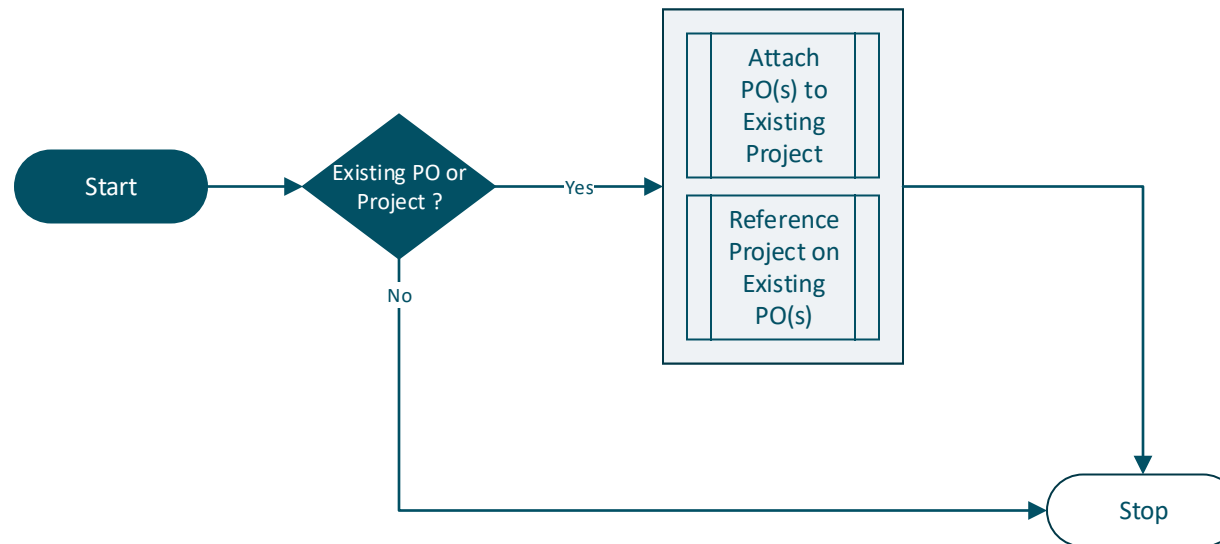 Start
Existing PO or
Project ?
Yes
No
Attach
PO(s) to
Existing
Project
Reference
Project on
Existing
PO(s)
Stop